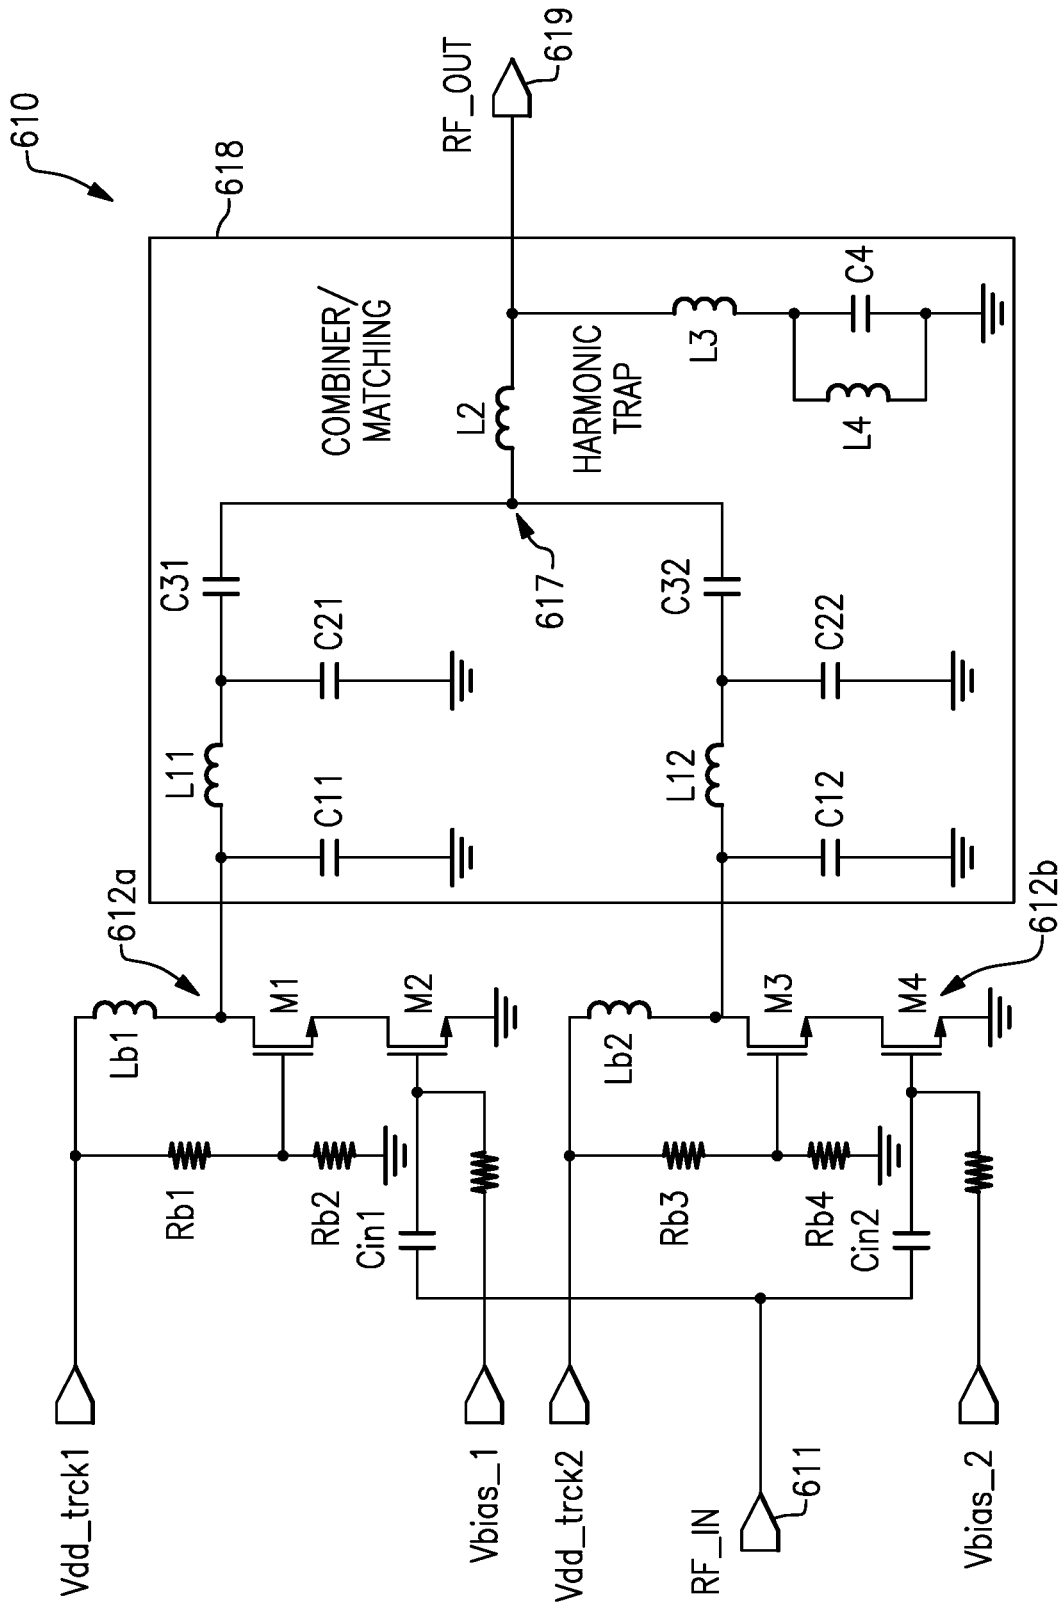 610
618
COMBINER/
MATCHING
RF_OUT
619
C31
L11
C21
C11
617
L2
HARMONIC
TRAP
L3
L4
C4
C32
L12
C22
C12
612a
Lb1
M1
M2
Rb1
Rb2
Cin1
Vdd_trck1
Vbias_1
612b
Lb2
M3
M4
Rb3
Rb4
Cin2
Vdd_trck2
RF_IN
611
Vbias_2